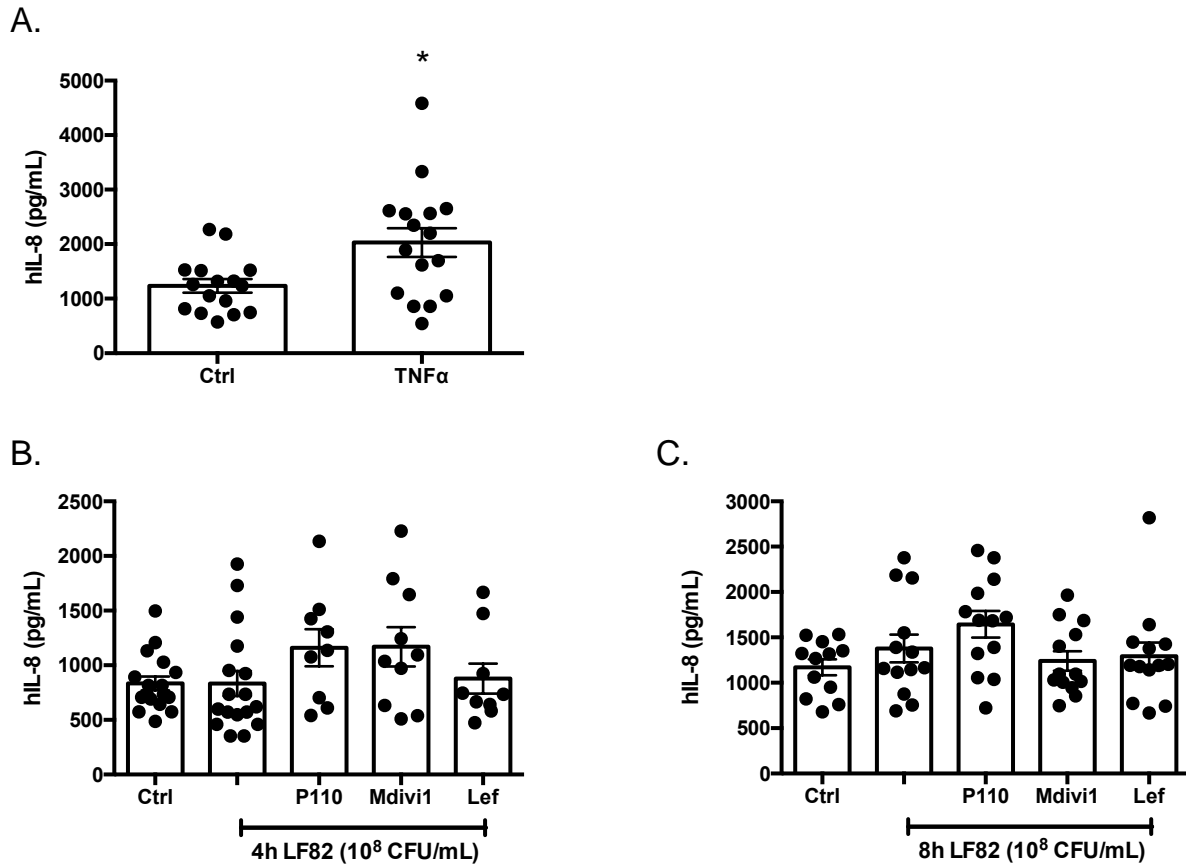 A.
*
5000
4000
3000
2000
1000
0
hIL-8 (pg/mL)
Ctrl TNFα
B.
2500
2000
1500
1000
500
0
hIL-8 (pg/mL)
Ctrl P110 Mdivi1 Lef
4h LF82 (10⁸ CFU/mL)
C.
3000
2500
2000
1500
1000
500
0
hIL-8 (pg/mL)
Ctrl P110 Mdivi1 Lef
8h LF82 (10⁸ CFU/mL)